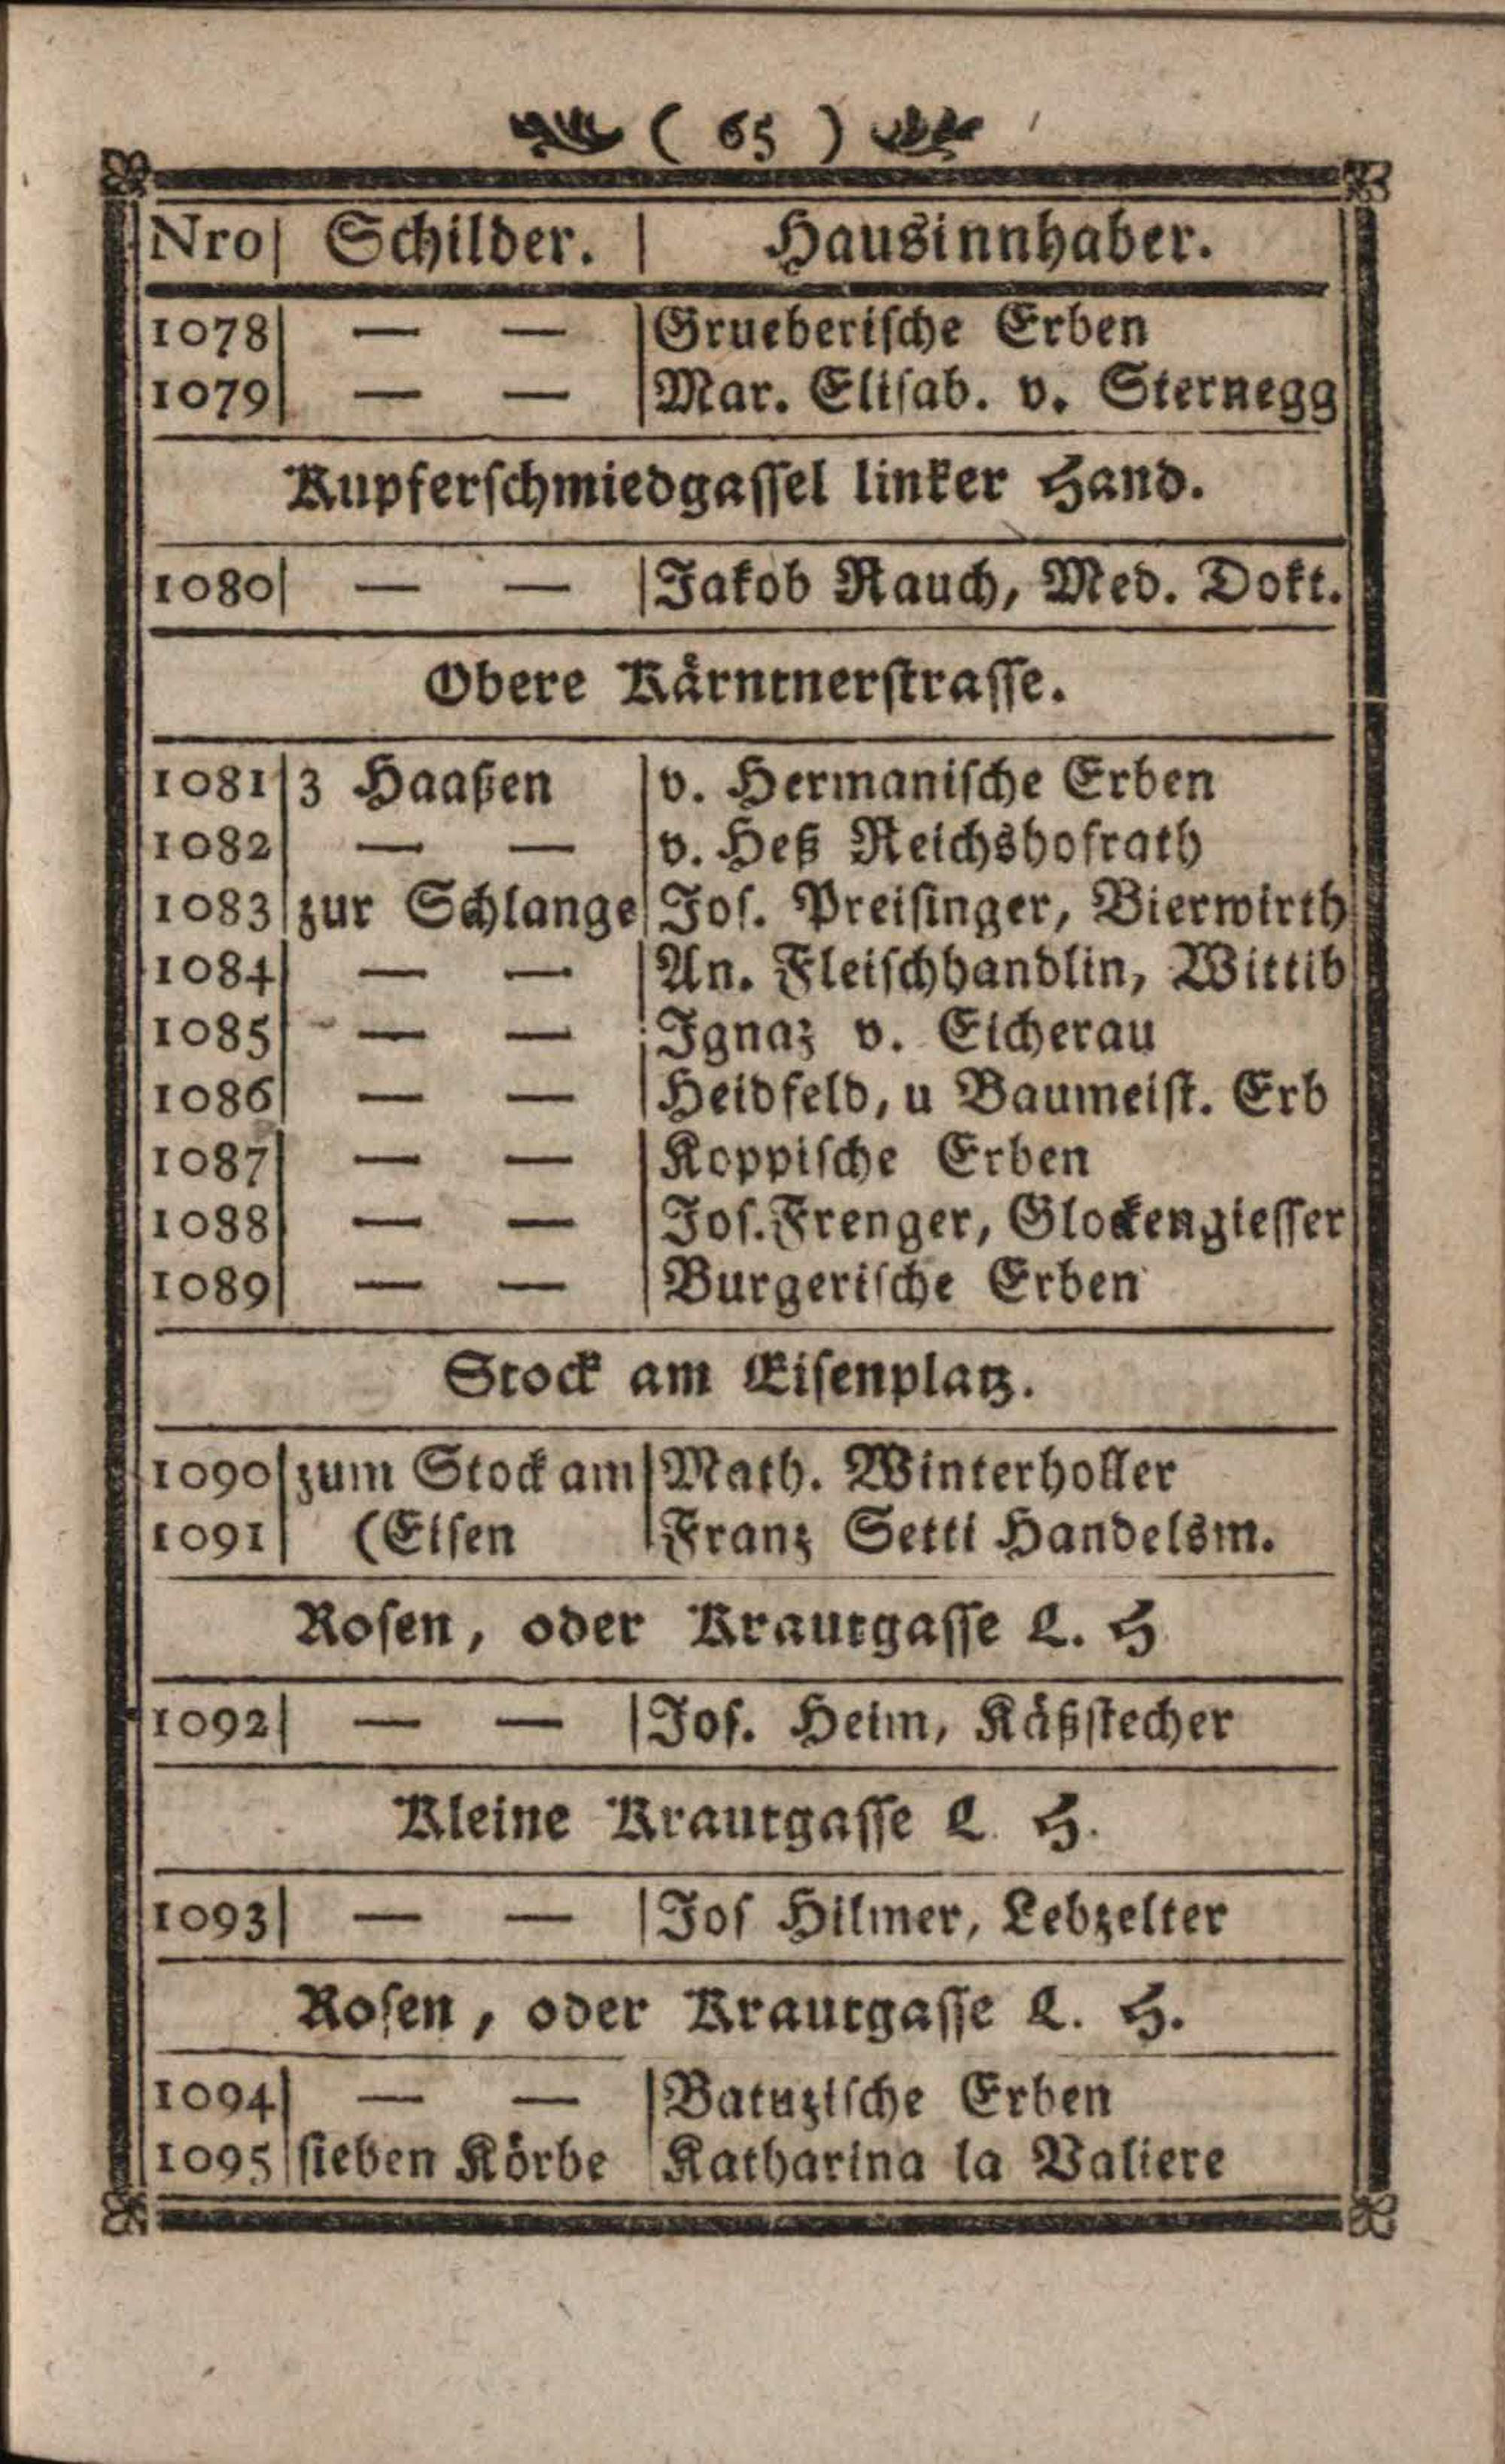 ( 65 )
Nro Schilder. Hausinnhaber.
1078 — — Grueberische Erben
1079 — — Mar. Elisab. v. Sternegg
Kupferschmiedgassel linker Hand.
1080 — — Jakob Rauch, Med. Dokt.
Obere Kärntnerstrasse.
1081 3 Haaßen v. Hermanische Erben
1082 — — v. Heß Reichshofrath
1083 zur Schlange Jos. Preisinger, Bierwirth
1084 — — An. Fleischhandlin, Wittib
1085 — — Ignaz v. Eicherau
1086 — — Heidfeld, u Baumeist. Erb
1087 — — Koppische Erben
1088 — — Jos. Frenger, Glockengiesser
1089 — — Burgerische Erben
Stock am Eisenplatz.
1090 zum Stock am Math. Winterholler
1091 (Eisen Franz Setti Handelsm.
Rosen, oder Krautgasse L. H
1092 — — Jos. Heim, Käßstecher
Kleine Krautgasse L. H.
1093 — — Jos Hilmer, Lebzelter
Rosen, oder Krautgasse L. H.
1094 — — Batuzische Erben
1095 sieben Körbe Katharina la Valiere